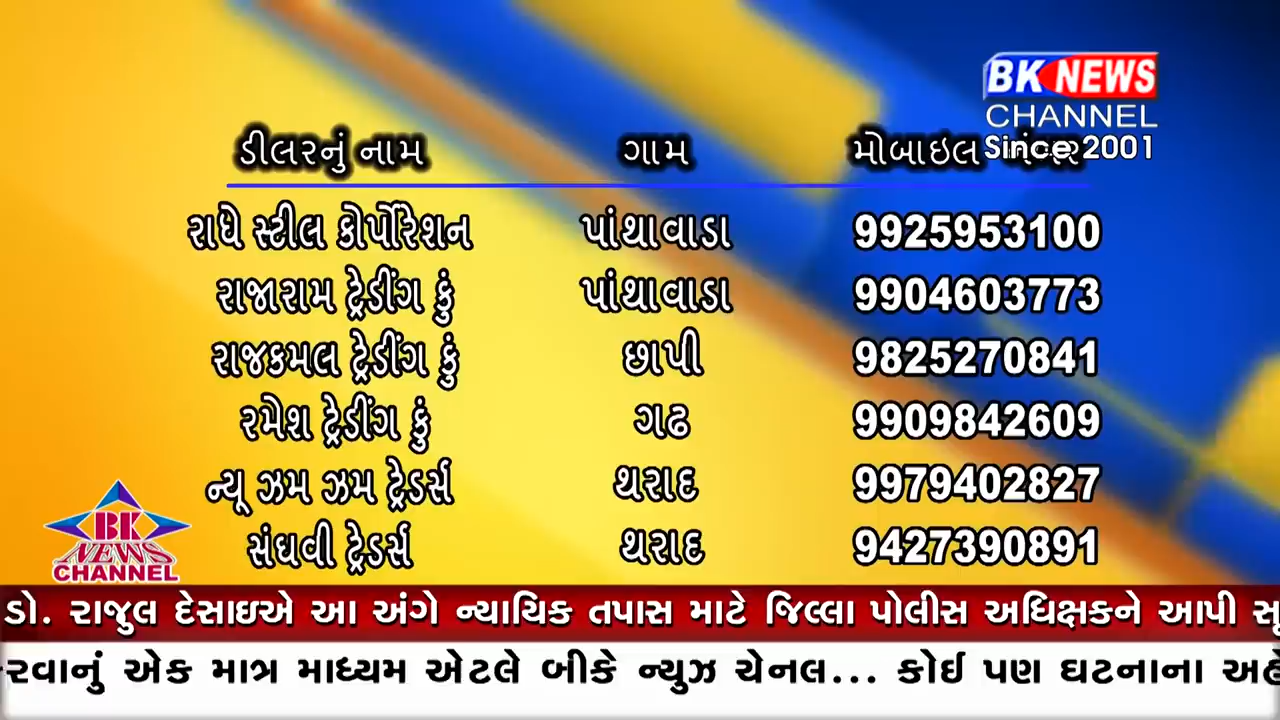 BK NEWS
CHANNEL
Since 2001
ડીલરનું નામ ગામ મોબાઇલ
રાધે સ્ટીલ કોર્પોરેશન પાંથાવાડા 9925953100
રાજારામ ટ્રેડીંગ કું પાંથાવાડા 9904603773
રાજકમલ ટ્રેડીંગ કું છાપી 9825270841
રમેશ ટ્રેડીંગ કું ગઢ 9909842609
ન્યૂ ઝમ ઝમ ટ્રેડર્સ થરાદ 9979402827
સંઘવી ટ્રેડર્સ થરાદ 9427390891
BK
NEWS
CHANNEL
ડો. રાજુલ દેસાઇએ આ અંગે ન્યાયિક તપાસ માટે જિલ્લા પોલીસ અધિક્ષકને આપી
રવાનું એક માત્ર માધ્યમ એટલે બીકે ન્યુઝ ચેનલ... કોઈ પણ ઘટનાના